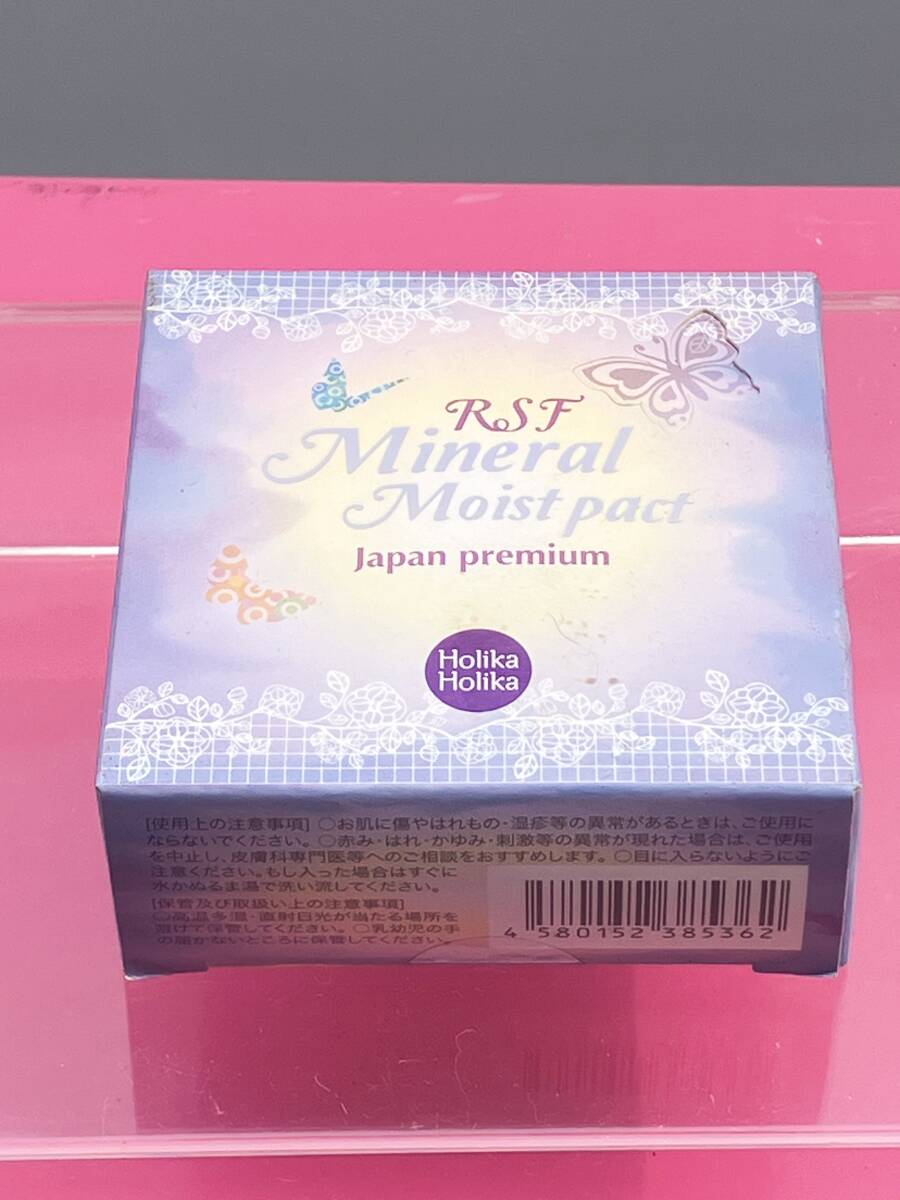 RSF
Mineral
Moist pact
Japan premium
Holika
Holika
[使用上の注意事項] ○お肌に傷やはれもの・湿疹等の異常があるときは、ご使用に
ならないでください。○赤み・はれ・かゆみ・刺激等の異常が現れた場合は、ご使用
を中止し、皮膚科専門医等へのご相談をおすすめします。○目に入らないようにご
注意ください。もし入った場合はすぐに
水かぬるま湯で洗い流してください。
[保管及び取扱い上の注意事項]
○高温多湿・直射日光が当たる場所を
避けて保管してください。○乳幼児の手
の届かないところに保管してください。
4 580152 385362